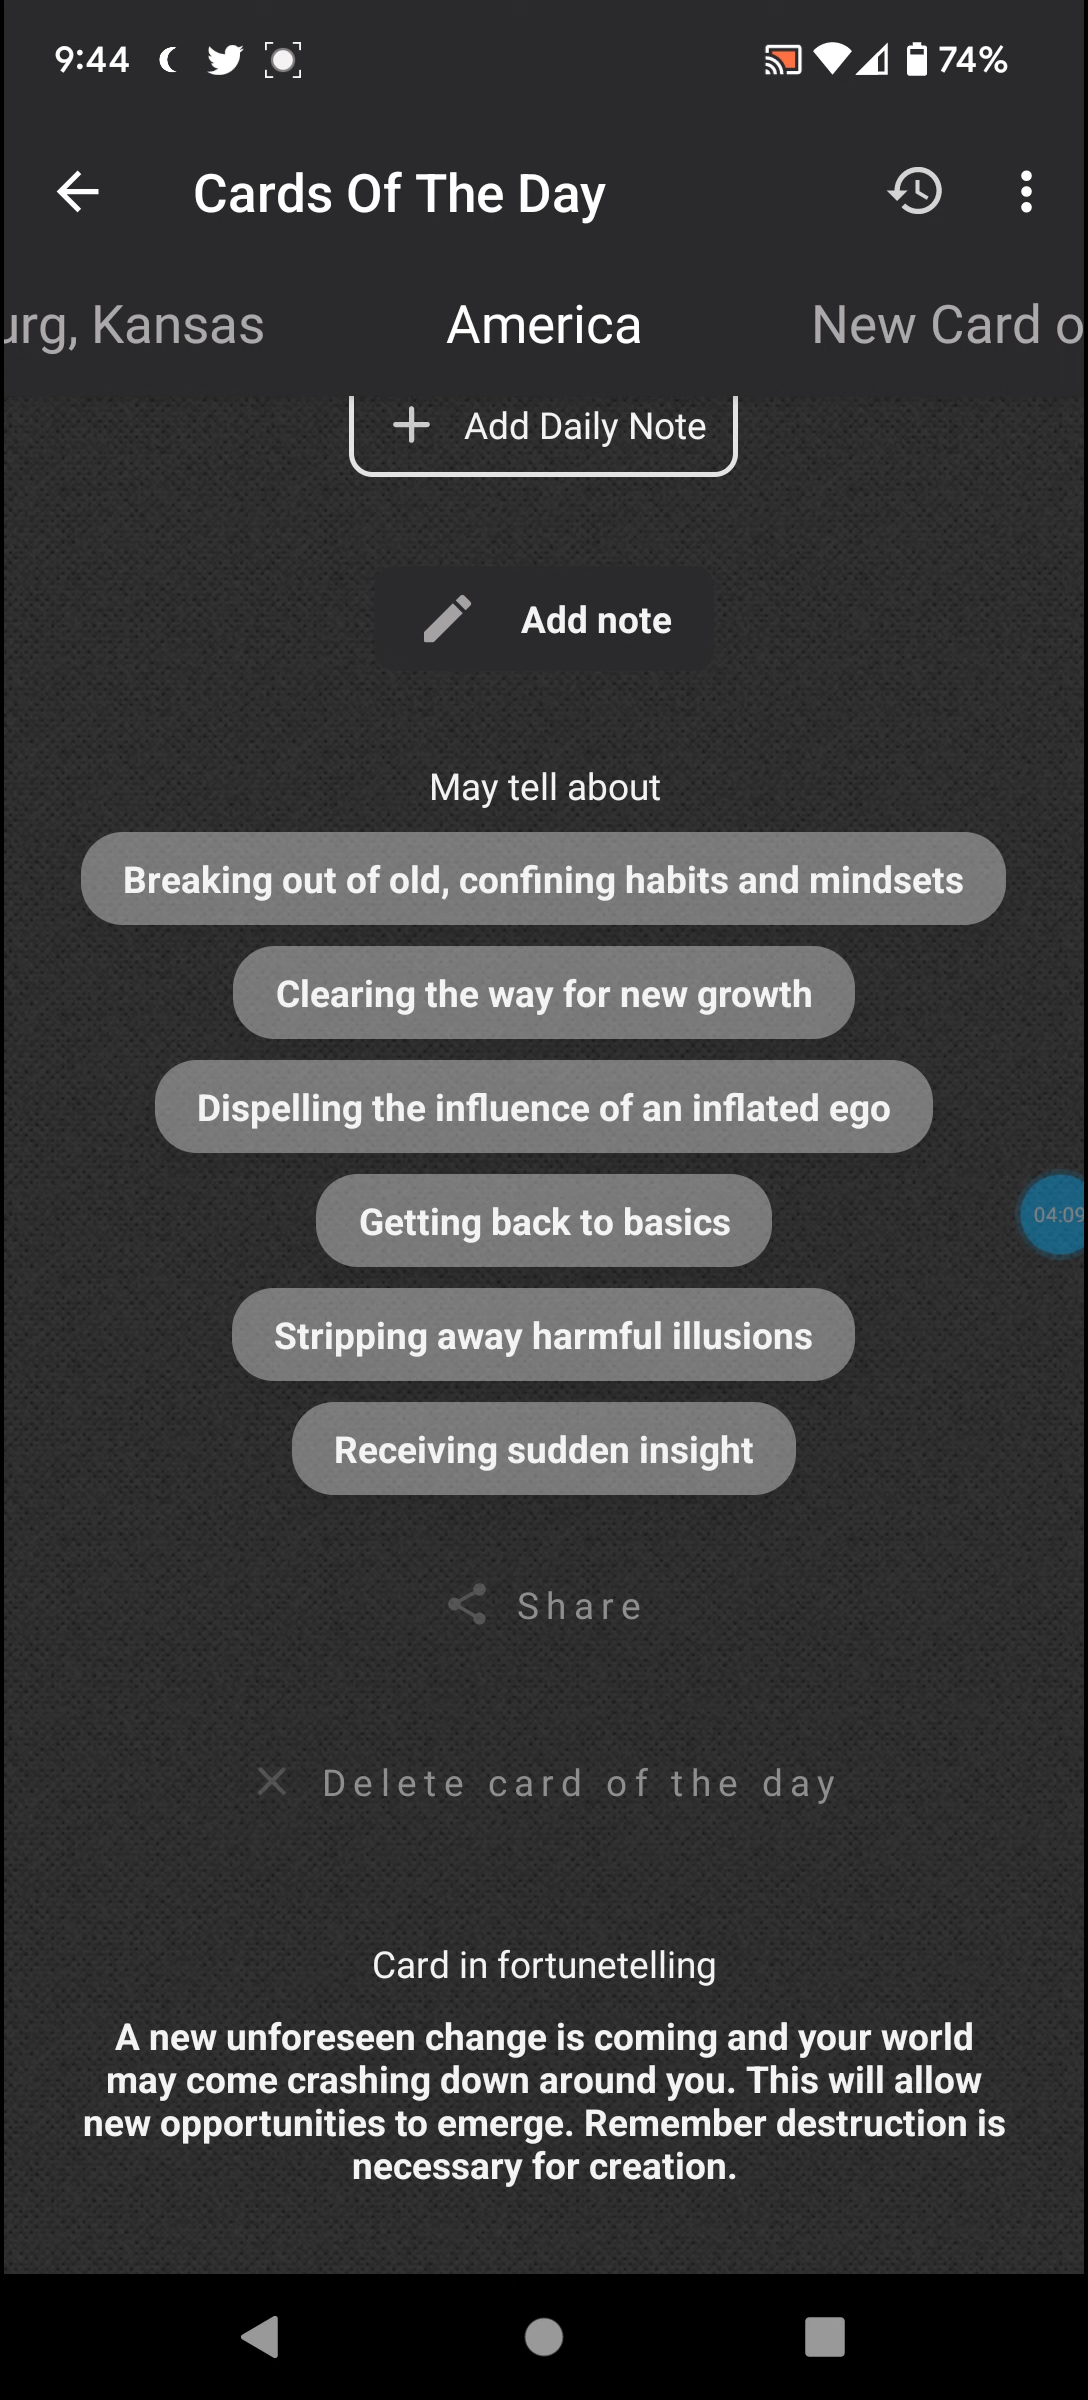 9:44
74%
Cards Of The Day
urg, Kansas
America
New Card o
Add Daily Note
Add note
May tell about
Breaking out of old, confining habits and mindsets
Clearing the way for new growth
Dispelling the influence of an inflated ego
Getting back to basics
04:09
Stripping away harmful illusions
Receiving sudden insight
Share
Delete card of the day
Card in fortunetelling
A new unforeseen change is coming and your world
may come crashing down around you. This will allow
new opportunities to emerge. Remember destruction is
necessary for creation.